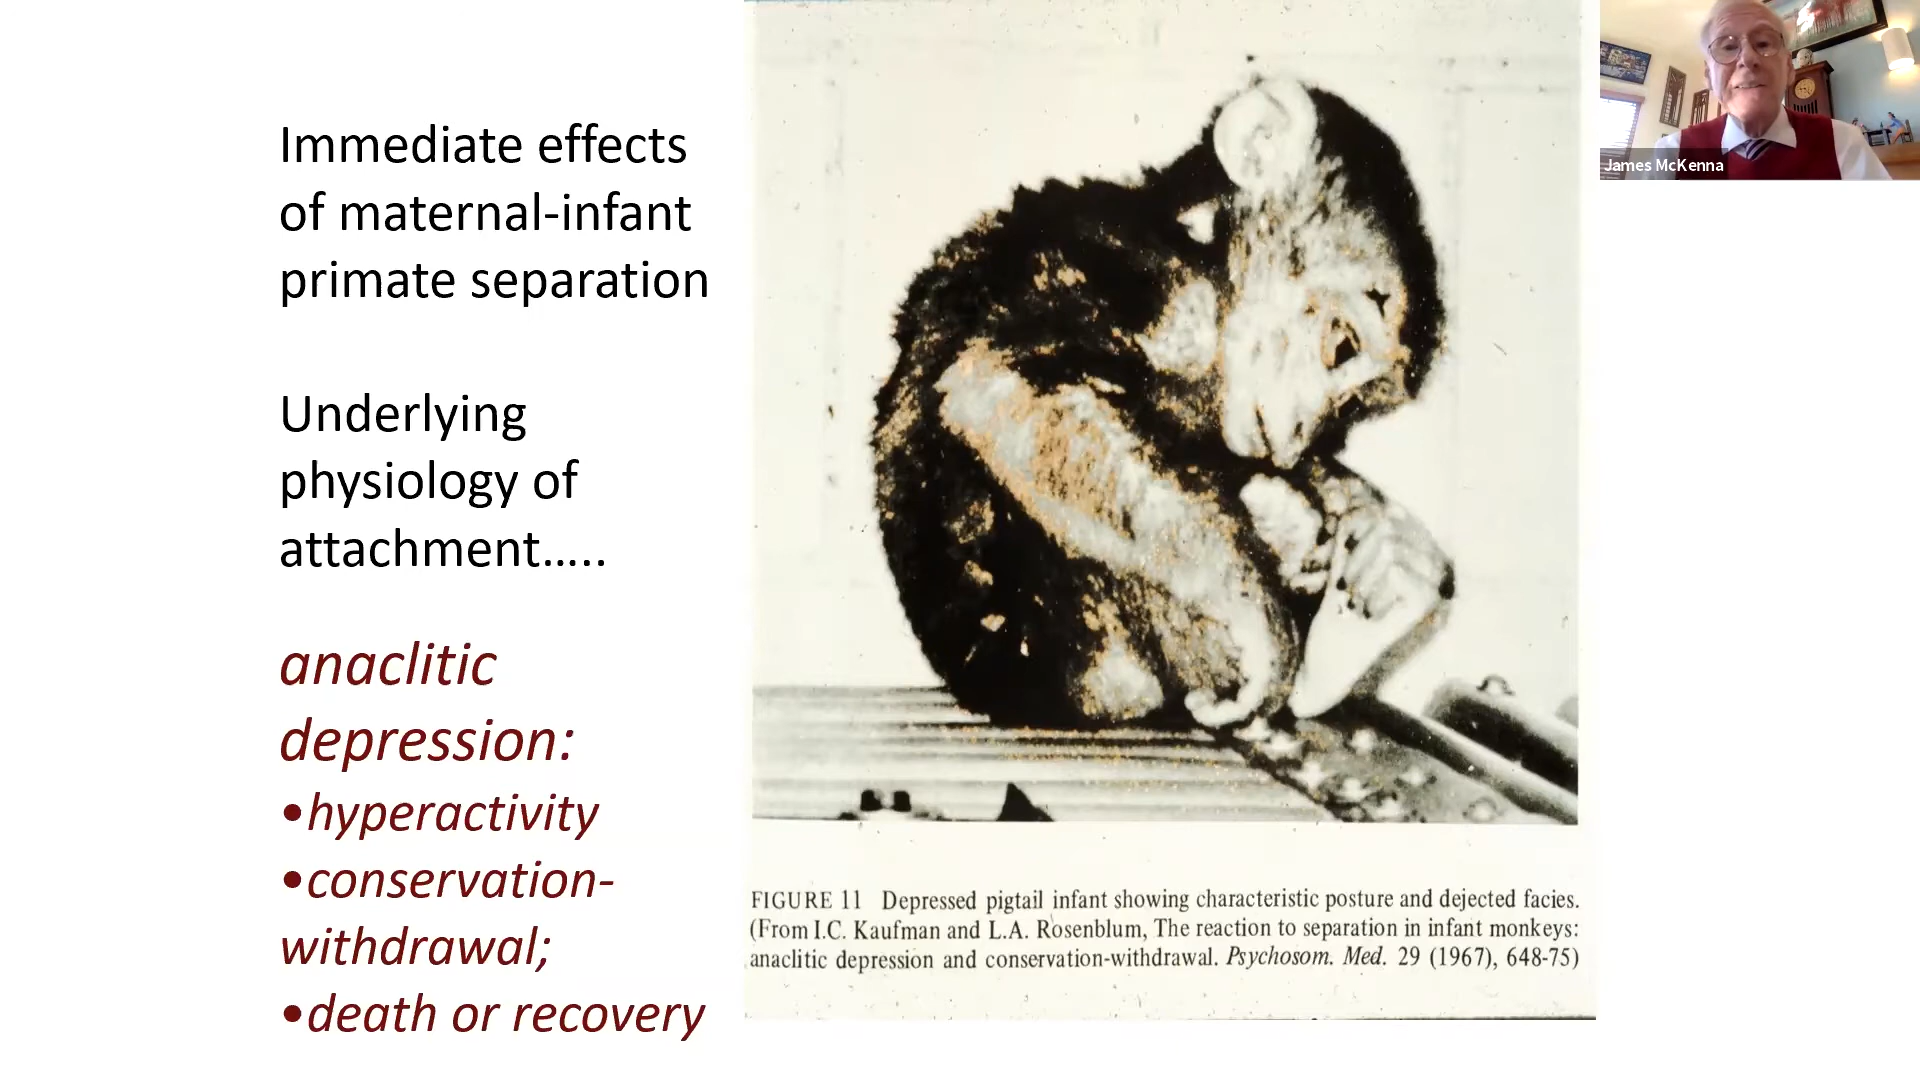 Immediate effects
of maternal-infant
primate separation
Underlying
physiology of
attachment.....
anaclitic
depression:
•hyperactivity
•conservation-
withdrawal;
•death or recovery
FIGURE 11 Depressed pigtail infant showing characteristic posture and dejected facies.
(From I.C. Kaufman and L.A. Rosenblum, The reaction to separation in infant monkeys:
anaclitic depression and conservation-withdrawal. Psychosom. Med. 29 (1967), 648-75)
James McKenna